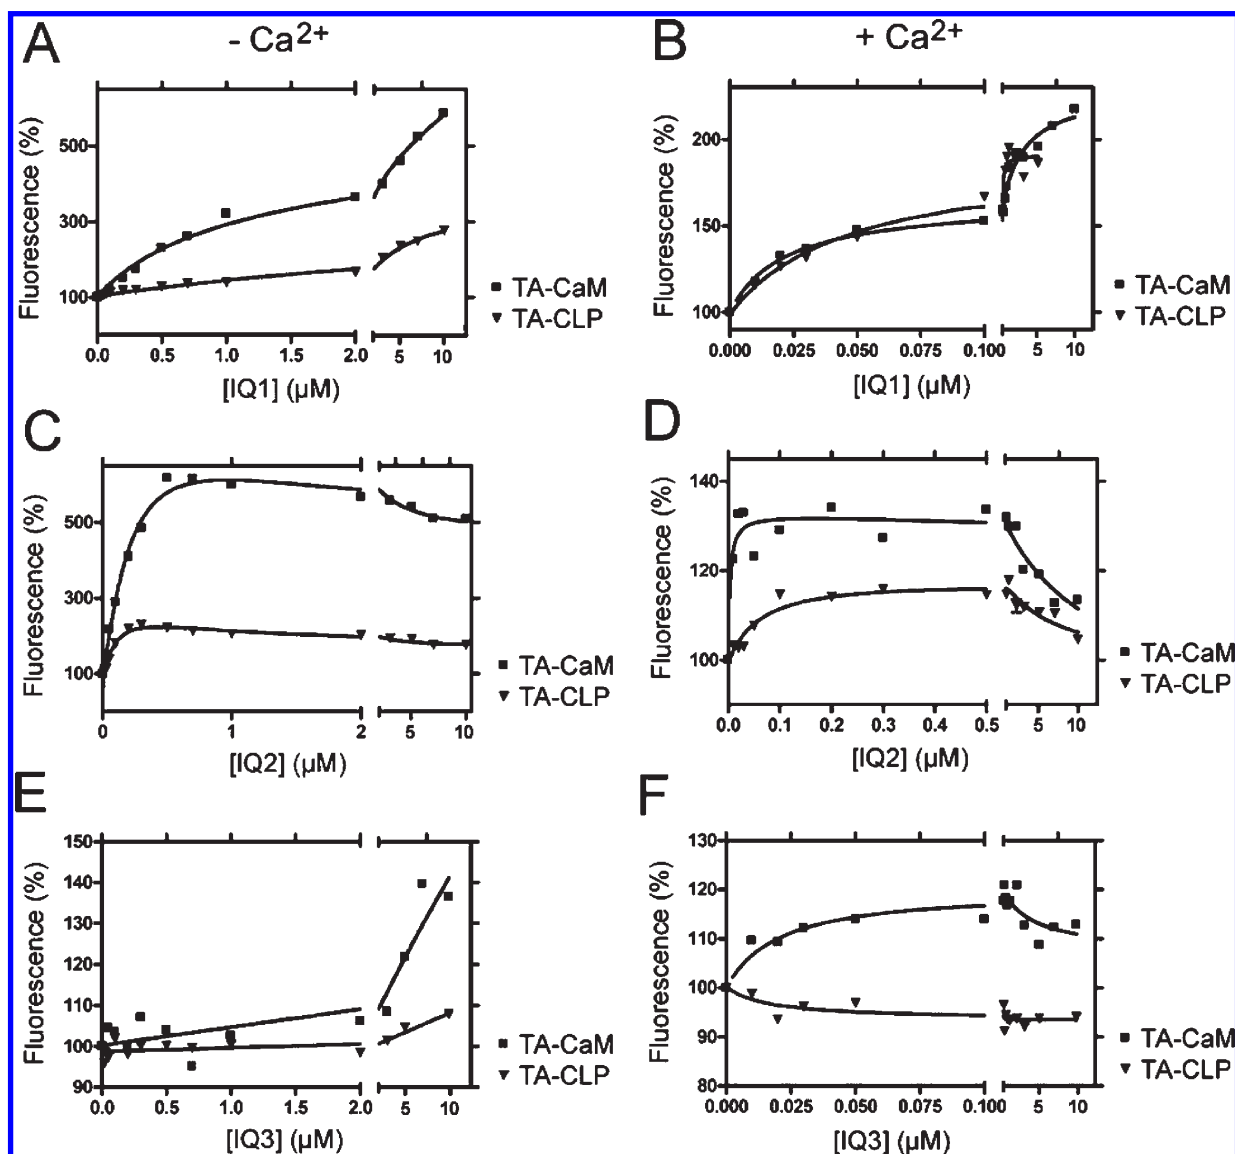 A
- Ca2+
Fluorescence (%)
500
300
100
0.0 0.5 1.0 1.5 2.0 5 10
[IQ1] (µM)
■ TA-CaM
▼ TA-CLP
B
+ Ca2+
Fluorescence (%)
200
150
100
0.000 0.025 0.050 0.075 0.100 5 10
[IQ1] (µM)
■ TA-CaM
▼ TA-CLP
C
Fluorescence (%)
500
300
100
0 1 2 5 10
[IQ2] (µM)
■ TA-CaM
▼ TA-CLP
D
Fluorescence (%)
140
120
100
0.0 0.1 0.2 0.3 0.4 0.5 5 10
[IQ2] (µM)
■ TA-CaM
▼ TA-CLP
E
Fluorescence (%)
150
140
130
120
110
100
90
0.0 0.5 1.0 1.5 2.0 5 10
[IQ3] (µM)
■ TA-CaM
▼ TA-CLP
F
Fluorescence (%)
130
120
110
100
90
80
0.000 0.025 0.050 0.075 0.100 5 10
[IQ3] (µM)
■ TA-CaM
▼ TA-CLP